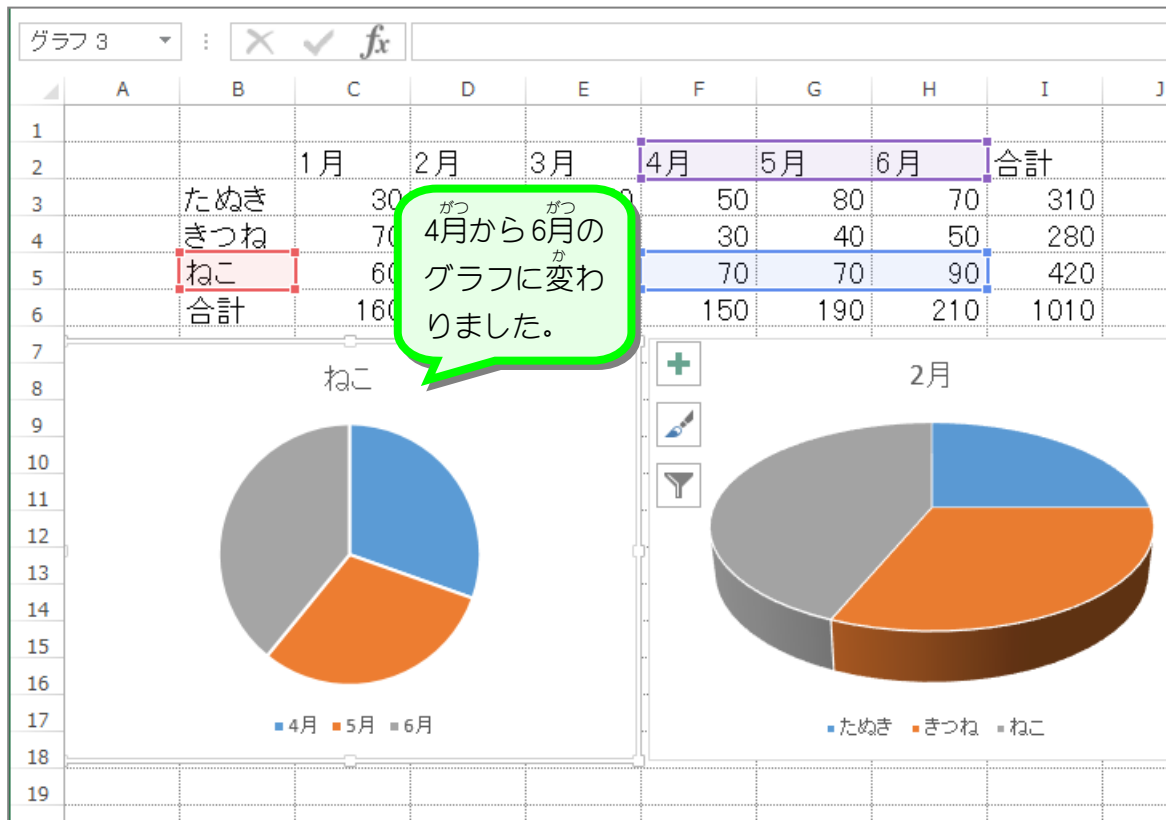 グラフ 3 fx
A B C D E F G H I J
1
2 1月 2月 3月 4月 5月 6月 合計
3 たぬき 30 0 50 80 70 310
4 きつね 70 30 40 50 280
5 ねこ 60 70 70 90 420
6 合計 160 150 190 210 1010
がつ がつ
4月から6月の
か
グラフに変わ
りました。
7
8
9
10
11
12
13
14
15
16
17
18
19
ねこ
4月 5月 6月
2月
たぬき きつね ねこ